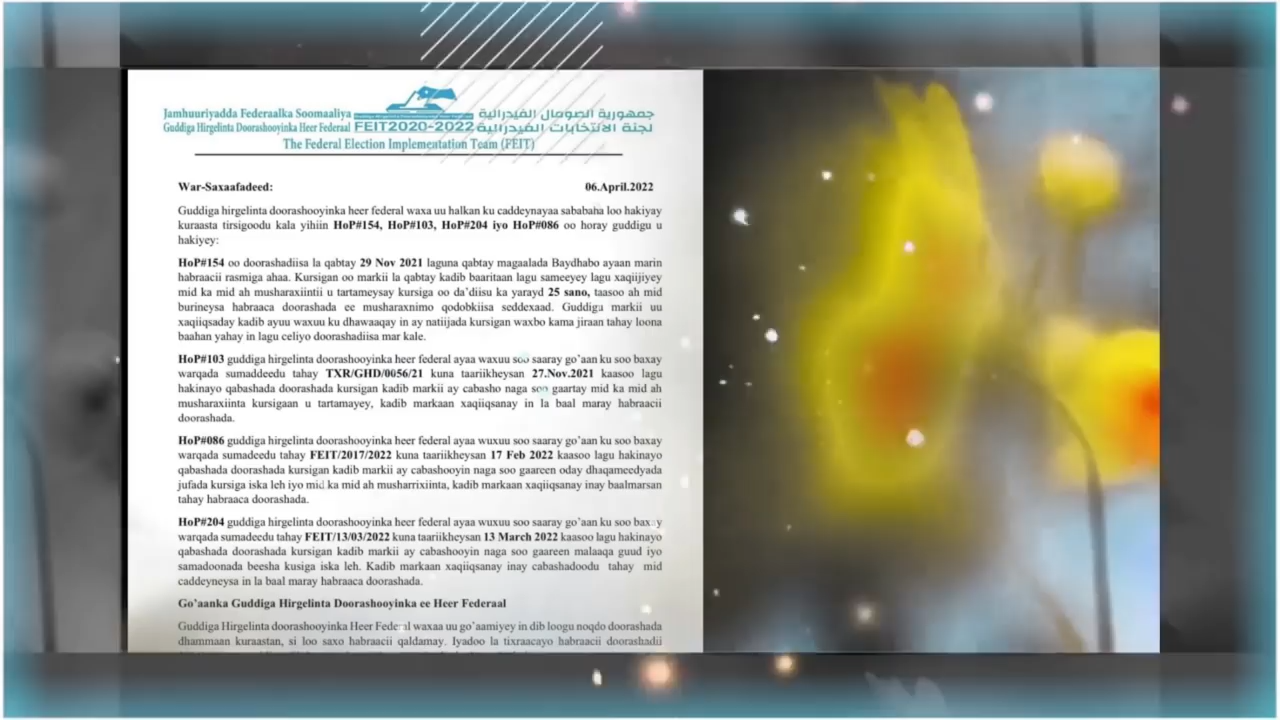 Jamhuuriyadda Federaalka Soomaaliya
جمهورية الصومال الفيدرالية
Guddiga Hirgelinta Doorashooyinka Heer Federaal
FEIT2020-2022
لجنة الانتخابات الفيدرالية
The Federal Election Implementation Team (FEIT)
War-Saxaafadeed: 06.April.2022
Guddiga hirgelinta doorashooyinka heer federal waxa uu halkan ku caddeynayaa sababaha loo hakiyay
kuraasta tirsigoodu kala yihiin HoP#154, HoP#103, HoP#204 iyo HoP#086 oo horay guddigu u
hakiyey:
HoP#154 oo doorashadiisa la qabtay 29 Nov 2021 laguna qabtay magaalada Baydhabo ayaan marin
habraacii rasmiga ahaa. Kursigan oo markii la qabtay kadib baaritaan lagu sameeyey lagu xaqiijiyey
mid ka mid ah musharaxiintii u tartameysay kursiga oo da'diisu ka yarayd 25 sano, taasoo ah mid
burineysa habraaca doorashada ee musharaxnimo qodobkiisa seddexaad. Guddigu markii uu
xaqiiqsaday kadib ayuu waxuu ku dhawaaqay in ay natiijada kursigan waxbo kama jiraan tahay loona
baahan yahay in lagu celiyo doorashadiisa mar kale.
HoP#103 guddiga hirgelinta doorashooyinka heer federal ayaa waxuu soo saaray go'aan ku soo baxay
warqada sumaddeedu tahay TXR/GHD/0056/21 kuna taariikheysan 27.Nov.2021 kaasoo lagu
hakinayo qabashada doorashada kursigan kadib markii ay cabasho naga soo gaartay mid ka mid ah
musharaxiinta kursigaan u tartamayey, kadib markaan xaqiiqsanay in la baal maray habraacii
doorashada.
HoP#086 guddiga hirgelinta doorashooyinka heer federal ayaa wuxuu soo saaray go'aan ku soo baxay
warqada sumadeedu tahay FEIT/2017/2022 kuna taariikheysan 17 Feb 2022 kaasoo lagu hakinayo
qabashada doorashada kursigan kadib markii ay cabashooyin naga soo gaareen oday dhaqameedyada
jufada kursiga iska leh iyo mid ka mid ah musharrixiinta, kadib markaan xaqiiqsanay inay baalmarsan
tahay habraaca doorashada.
HoP#204 guddiga hirgelinta doorashooyinka heer federal ayaa wuxuu soo saaray go'aan ku soo baxay
warqada sumadeedu tahay FEIT/13/03/2022 kuna taariikheysan 13 March 2022 kaasoo lagu hakinayo
qabashada doorashada kursigan kadib markii ay cabashooyin naga soo gaareen malaaqa guud iyo
samadoonada beesha kusiga iska leh. Kadib markaan xaqiiqsanay inay cabashadoodu tahay mid
caddeyneysa in la baal maray habraaca doorashada.
Go'aanka Guddiga Hirgelinta Doorashooyinka ee Heer Federaal
Guddiga Hirgelinta Doorashooyinka Heer Federal waxaa uu go'aamiyey in dib loogu noqdo doorashada
dhammaan kuraastan, si loo saxo habraacii qaldamay. Iyadoo la tixraacayo habraacii doorashadii